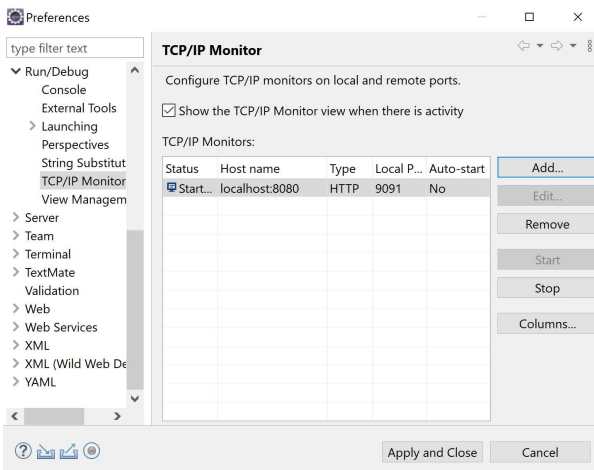 Preferences
type filter text
TCP/IP Monitor
Run/Debug
Console
External Tools
Launching
Perspectives
String Substitut
TCP/IP Monitor
View Managem
Server
Team
Terminal
TextMate
Validation
Web
Web Services
XML
XML (Wild Web De
YAML
Configure TCP/IP monitors on local and remote ports.
Show the TCP/IP Monitor view when there is activity
TCP/IP Monitors:
Status Host name Type Local P... Auto-start
Start... localhost:8080 HTTP 9091 No
Add...
Edit...
Remove
Start
Stop
Columns...
?
Apply and Close Cancel